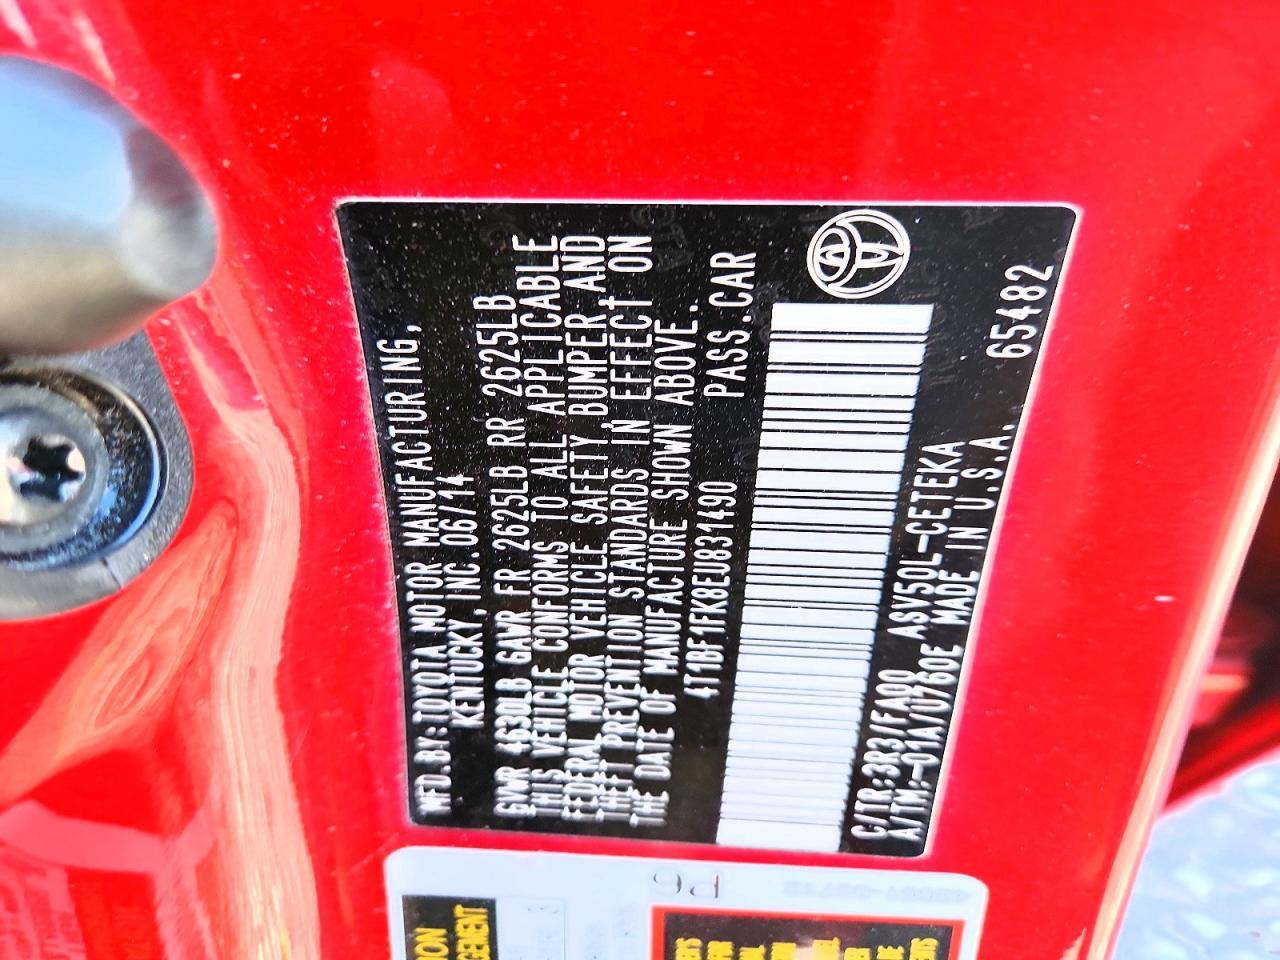 MFD.BY:TOYOTA MOTOR MANUFACTURING,
KENTUCKY, INC.06/14
GVWR 4630LB GAWR FR 2625LB RR 2625LB
THIS VEHICLE CONFORMS TO ALL APPLICABLE
FEDERAL MOTOR VEHICLE SAFETY,BUMPER,AND
THEFT PREVENTION STANDARDS IN EFFECT ON
THE DATE OF MANUFACTURE SHOWN ABOVE.
4T1BF1FK8EU831490 PASS.CAR
C/TR:3R3/FA00 ASV50L-CETEKA
A/TM:-01A/U760E MADE IN U.S.A. 65482